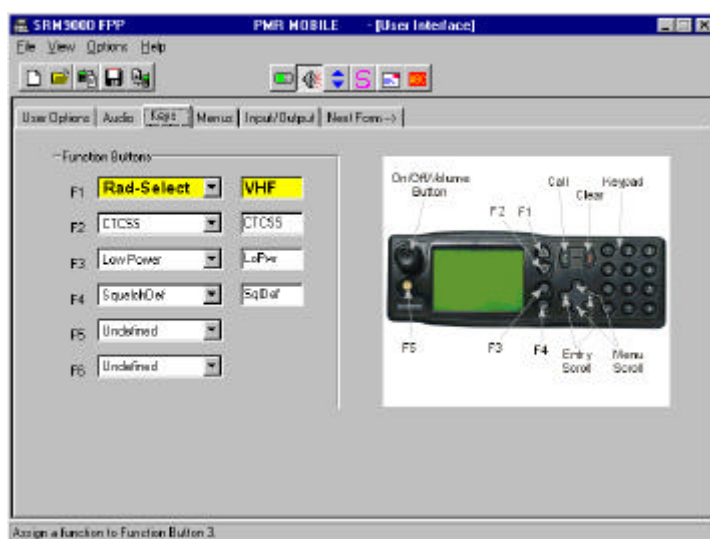 SRM9000 FPP PMR MOBILE - [User Interface]
File View Options Help
User Options Audio Keys Menus Input/Output Next Form-->
Function Buttons
F1 Rad-Select VHF
F2 CTCSS CTCSS
F3 Low Power LoPwr
F4 SquelchDef SqlDef
F5 Undefined
F6 Undefined
On/Off/Volume
Button
Call
Clear
Keypad
F2 F1
F5
F3
F4
Entry
Scroll
Menu
Scroll
Assign a function to Function Button 3.